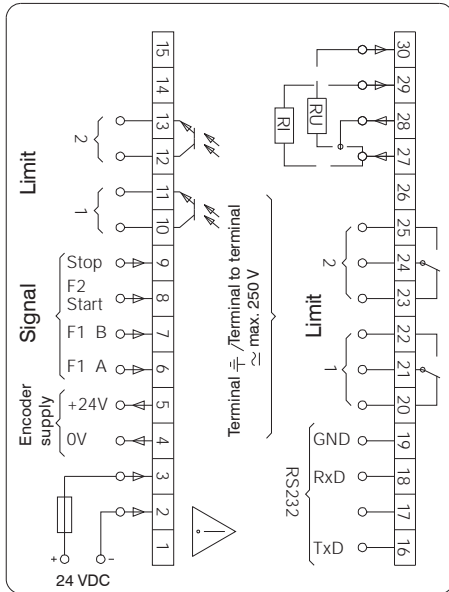 15
14
13
12
11
10
9
8
7
6
5
4
3
2
1
Limit
2
1
Signal
Stop
F2
Start
F1 B
F1 A
Encoder
supply
+24V
0V
+
−
24 VDC
Terminal ⏚ /Terminal to terminal
≂ max. 250 V
!
30
29
28
27
26
25
24
23
22
21
20
19
18
17
16
RU
RI
Limit
2
1
GND
RxD
TxD
RS232